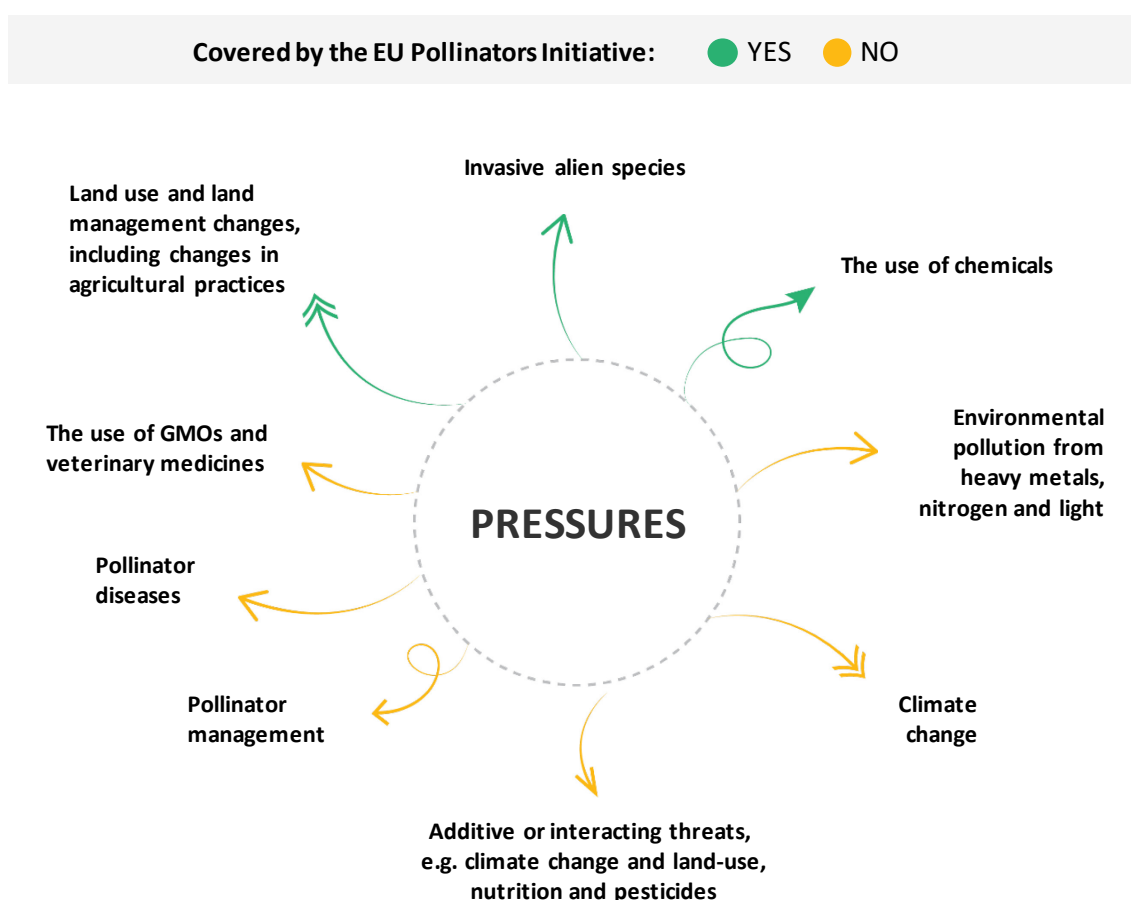 Covered by the EU Pollinators Initiative: YES NO
Invasive alien species
Land use and land
management changes,
including changes in
agricultural practices
The use of chemicals
The use of GMOs and
veterinary medicines
Environmental
pollution from
heavy metals,
nitrogen and light
PRESSURES
Pollinator
diseases
Pollinator
management
Climate
change
Additive or interacting threats,
e.g. climate change and land-use,
nutrition and pesticides